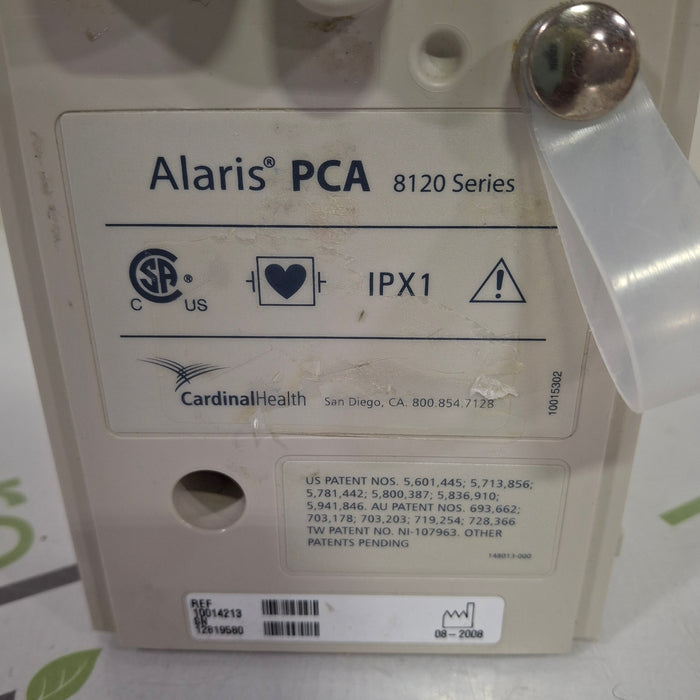 Alaris® PCA 8120 Series
CSA ®
C US
IPX1
CardinalHealth San Diego, CA. 800.854.7128
10015302
US PATENT NOS. 5,601,445; 5,713,856;
5,781,442; 5,800,387; 5,836,910;
5,941,846. AU PATENT NOS. 693,662;
703,178; 703,203; 719,254; 728,366
TW PATENT NO. NI-107963. OTHER
PATENTS PENDING
148013-000
REF
10014213
SN
12619560
08-2008